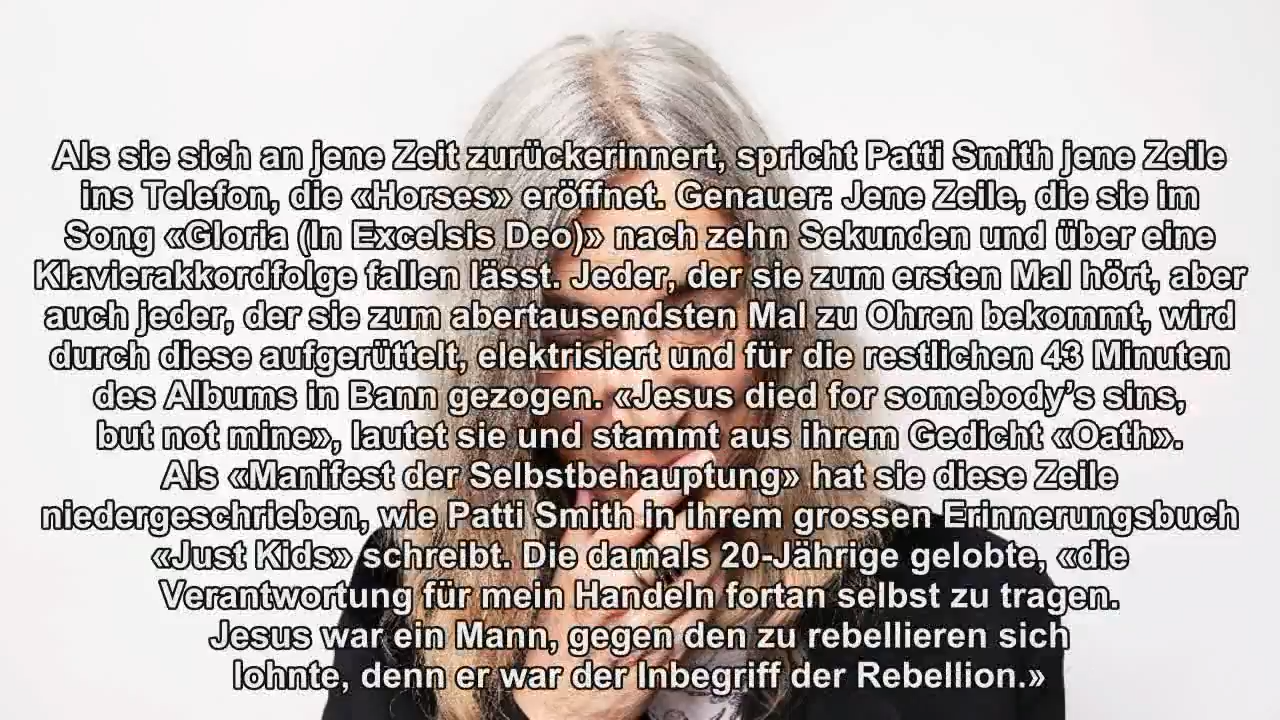 Als sie sich an jene Zeit zurückerinnert, spricht Patti Smith jene Zeile
ins Telefon, die «Horses» eröffnet. Genauer: Jene Zeile, die sie im
Song «Gloria (In Excelsis Deo)» nach zehn Sekunden und über eine
Klavierakkordfolge fallen lässt. Jeder, der sie zum ersten Mal hört, aber
auch jeder, der sie zum abertausendsten Mal zu Ohren bekommt, wird
durch diese aufgerüttelt, elektrisiert und für die restlichen 43 Minuten
des Albums in Bann gezogen. «Jesus died for somebody’s sins,
but not mine», lautet sie und stammt aus ihrem Gedicht «Oath».
Als «Manifest der Selbstbehauptung» hat sie diese Zeile
niedergeschrieben, wie Patti Smith in ihrem grossen Erinnerungsbuch
«Just Kids» schreibt. Die damals 20-Jährige gelobte, «die
Verantwortung für mein Handeln fortan selbst zu tragen.
Jesus war ein Mann, gegen den zu rebellieren sich
lohnte, denn er war der Inbegriff der Rebellion.»